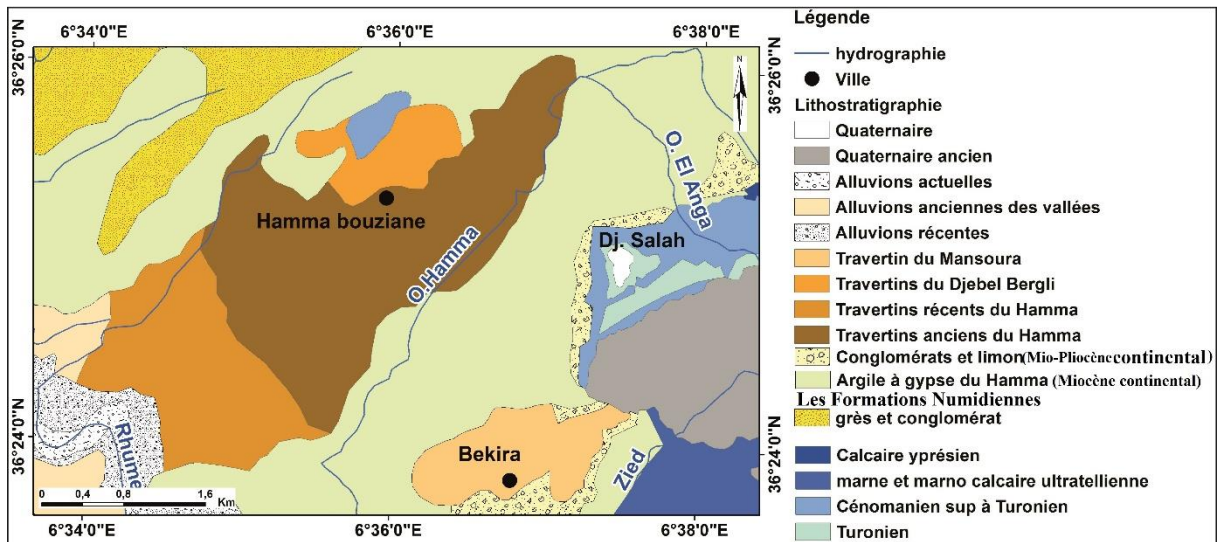 6°34'0"E 6°36'0"E 6°38'0"E
36°26'0"N
36°24'0"N
36°26'0"N
36°24'0"N
N
Hamma bouziane
O.Hamma
O. El Anga
Dj. Salah
Bekira
Zied
Rhume
0 0,4 0,8 1,6
Km
6°34'0"E 6°36'0"E 6°38'0"E
Légende
hydrographie
Ville
Lithostratigraphie
Quaternaire
Quaternaire ancien
Alluvions actuelles
Alluvions anciennes des vallées
Alluvions récentes
Travertin du Mansoura
Travertins du Djebel Bergli
Travertins récents du Hamma
Travertins anciens du Hamma
Conglomérats et limon(Mio-Pliocène continental)
Argile à gypse du Hamma (Miocène continental)
Les Formations Numidiennes
grès et conglomérat
Calcaire yprésien
marne et marno calcaire ultratellienne
Cénomanien sup à Turonien
Turonien